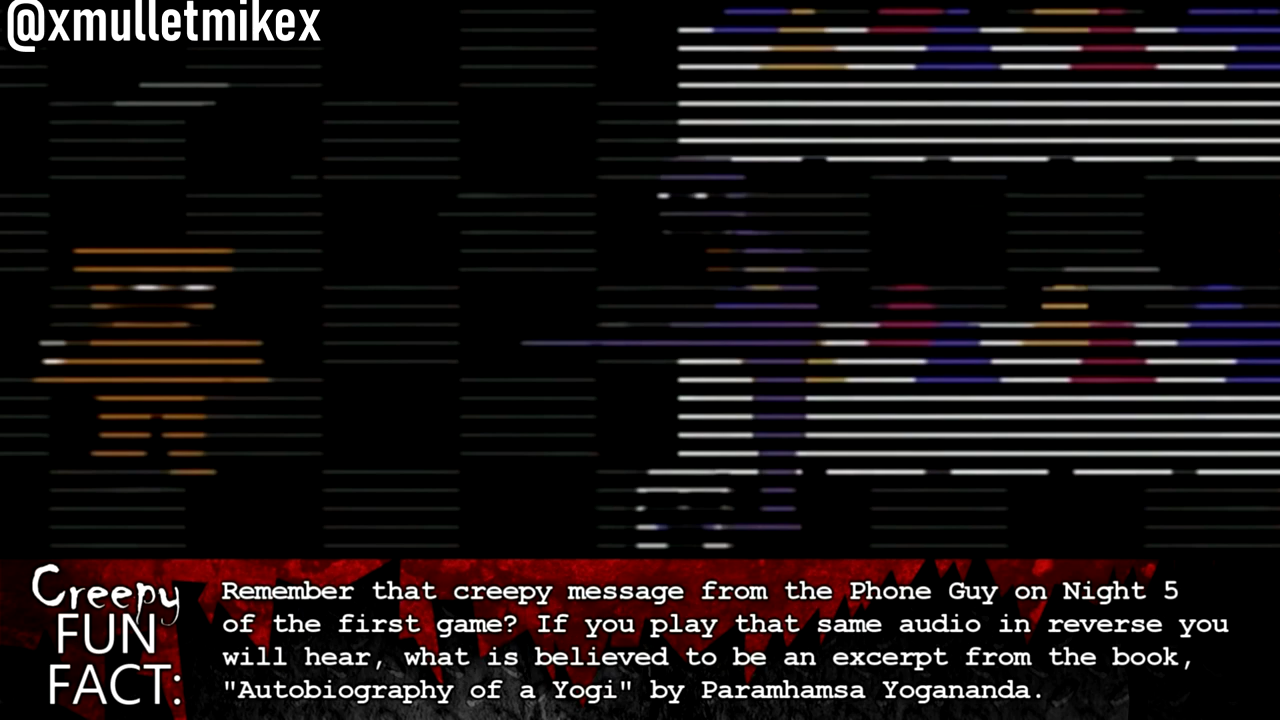 @xmulletmikex
Creepy
FUN
FACT:
Remember that creepy message from the Phone Guy on Night 5
of the first game? If you play that same audio in reverse you
will hear, what is believed to be an excerpt from the book,
"Autobiography of a Yogi" by Paramhamsa Yogananda.